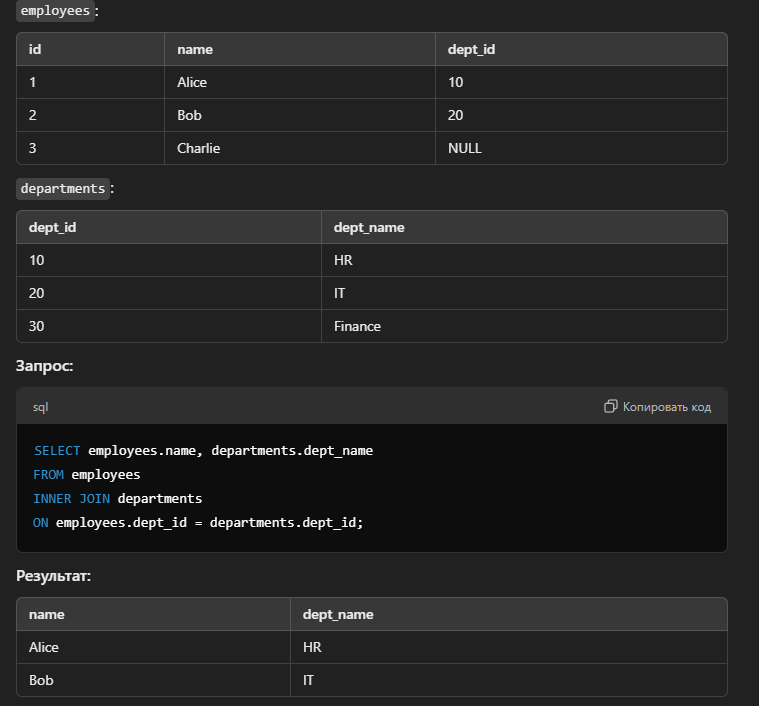 employees:
id name dept_id
1 Alice 10
2 Bob 20
3 Charlie NULL
departments:
dept_id dept_name
10 HR
20 IT
30 Finance
Запрос:
sql Копировать код
SELECT employees.name, departments.dept_name
FROM employees
INNER JOIN departments
ON employees.dept_id = departments.dept_id;
Результат:
name dept_name
Alice HR
Bob IT